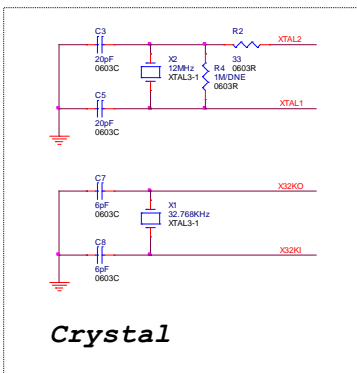 C3
20pF
0603C
X2
12MHz
XTAL3-1
R2
33
0603R
XTAL2
R4
1M/DNE
0603R
C5
20pF
0603C
XTAL1
C7
6pF
0603C
X32KO
X1
32.768KHz
XTAL3-1
C8
6pF
0603C
X32KI
Crystal